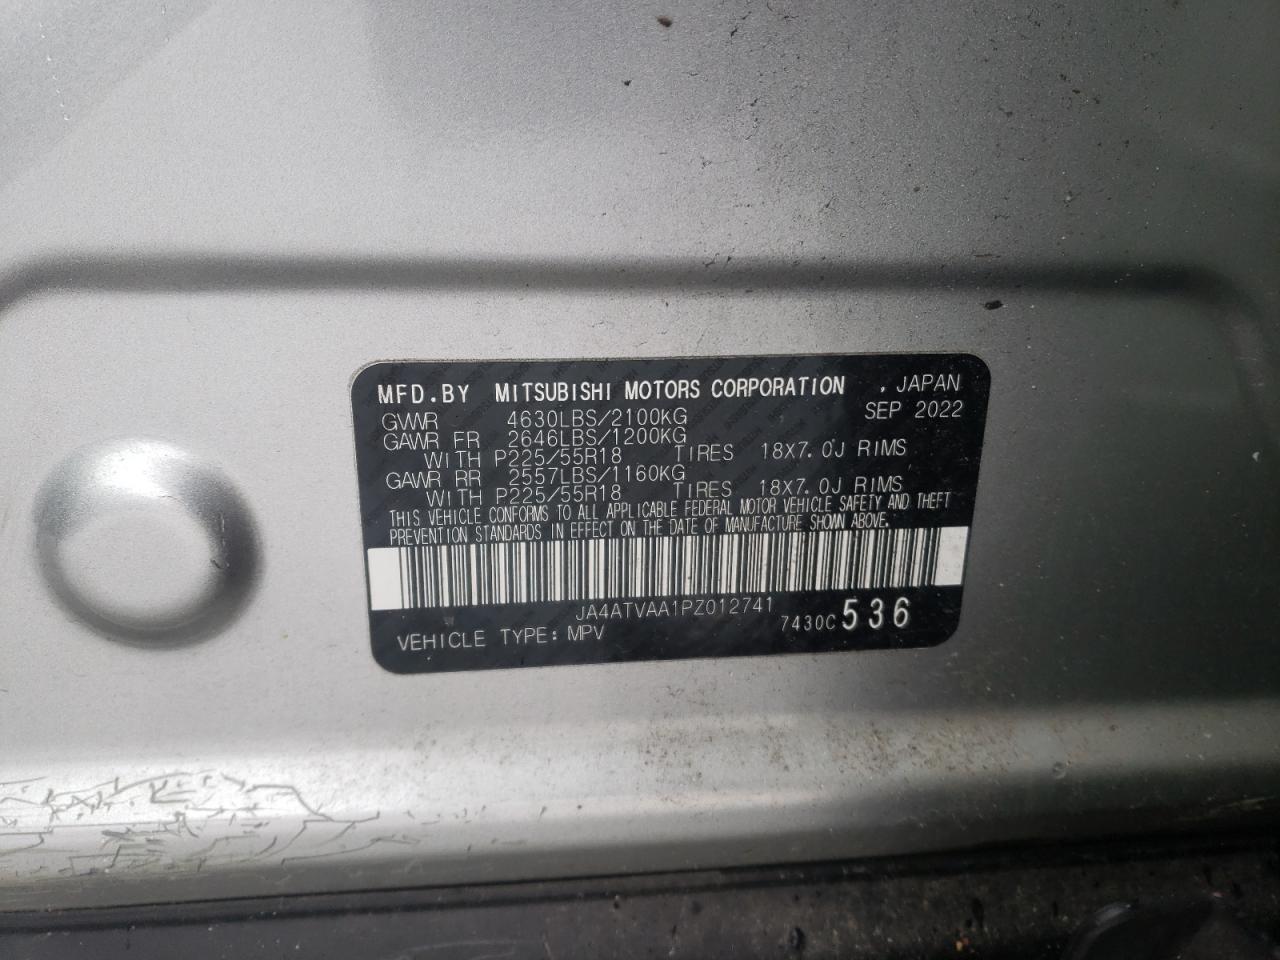 MFD.BY MITSUBISHI MOTORS CORPORATION , JAPAN
GVWR 4630LBS/2100KG SEP 2022
GAWR FR 2646LBS/1200KG
WITH P225/55R18 TIRES 18X7.0J RIMS
GAWR RR 2557LBS/1160KG
WITH P225/55R18 TIRES 18X7.0J RIMS
THIS VEHICLE CONFORMS TO ALL APPLICABLE FEDERAL MOTOR VEHICLE SAFETY AND THEFT
PREVENTION STANDARDS IN EFFECT ON THE DATE OF MANUFACTURE SHOWN ABOVE.
JA4ATVAA1PZ012741
VEHICLE TYPE: MPV 7430C 536